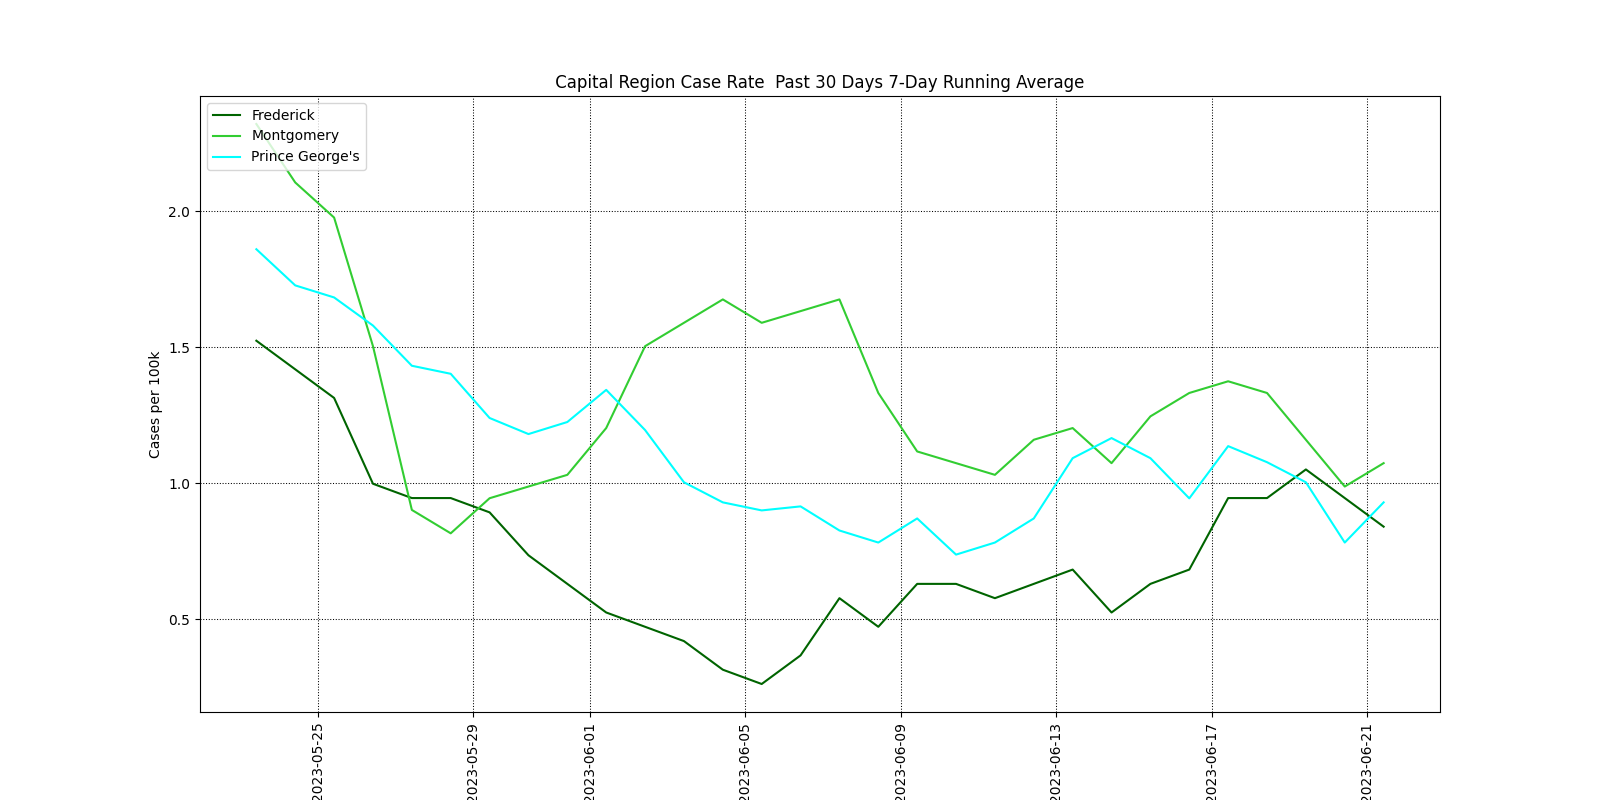 Capital Region Case Rate  Past 30 Days 7-Day Running Average
Frederick
Montgomery
Prince George's
Cases per 100k
2.0
1.5
1.0
0.5
2023-05-25
2023-05-29
2023-06-01
2023-06-05
2023-06-09
2023-06-13
2023-06-17
2023-06-21